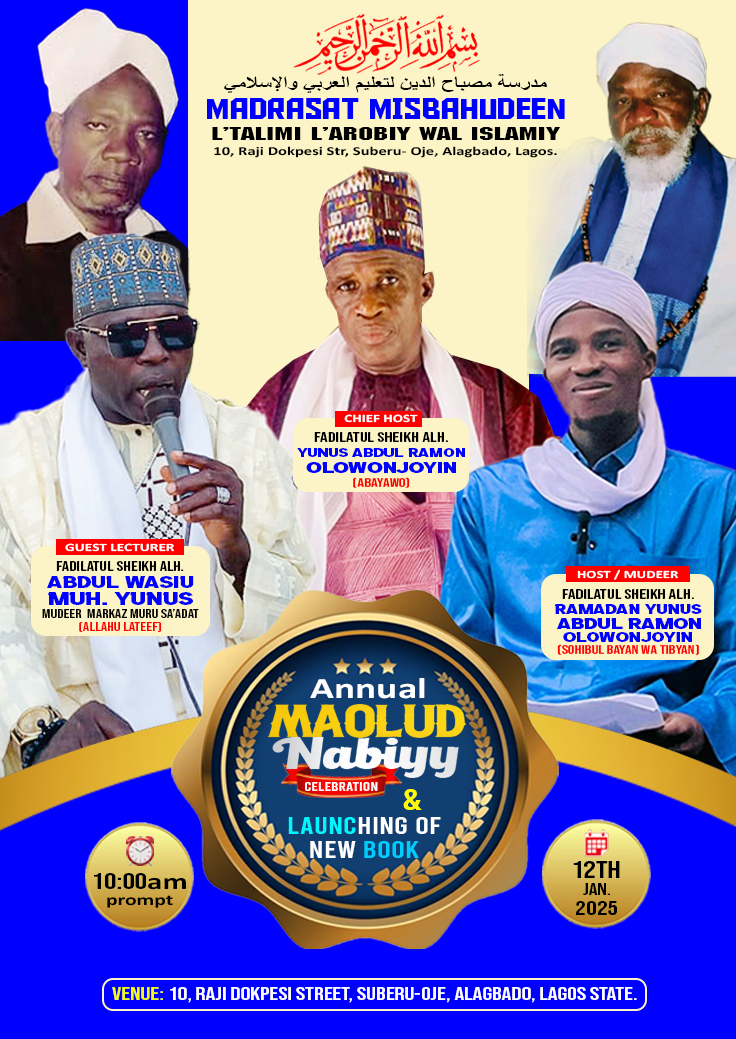 بسم الله الرحمن الرحيم
مدرسة مصباح الدين لتعليم العربي والإسلامي
MADRASAT MISBAHUDEEN
L'TALIMI L'AROBIY WAL ISLAMIY
10, Raji Dokpesi Str, Suberu- Oje, Alagbado, Lagos.
CHIEF HOST
FADILATUL SHEIKH ALH.
YUNUS ABDUL RAMON
OLOWONJOYIN
(ABAYAWO)
GUEST LECTURER
FADILATUL SHEIKH ALH.
ABDUL WASIU
MUH. YUNUS
MUDEER MARKAZ MURU SA'ADAT
(ALLAHU LATEEF)
HOST / MUDEER
FADILATUL SHEIKH ALH.
RAMADAN YUNUS
ABDUL RAMON
OLOWONJOYIN
(SOHIBUL BAYAN WA TIBYAN)
Annual
MAOLUD
Nabiyy
CELEBRATION
&
LAUNCHING OF
NEW BOOK
10:00am
prompt
12TH
JAN.
2025
VENUE: 10, RAJI DOKPESI STREET, SUBERU-OJE, ALAGBADO, LAGOS STATE.